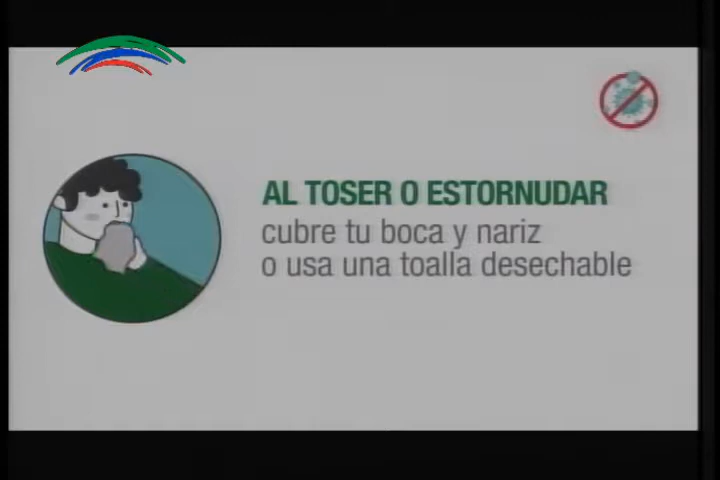 AL TOSER O ESTORNUDAR
cubre tu boca y nariz
o usa una toalla desechable